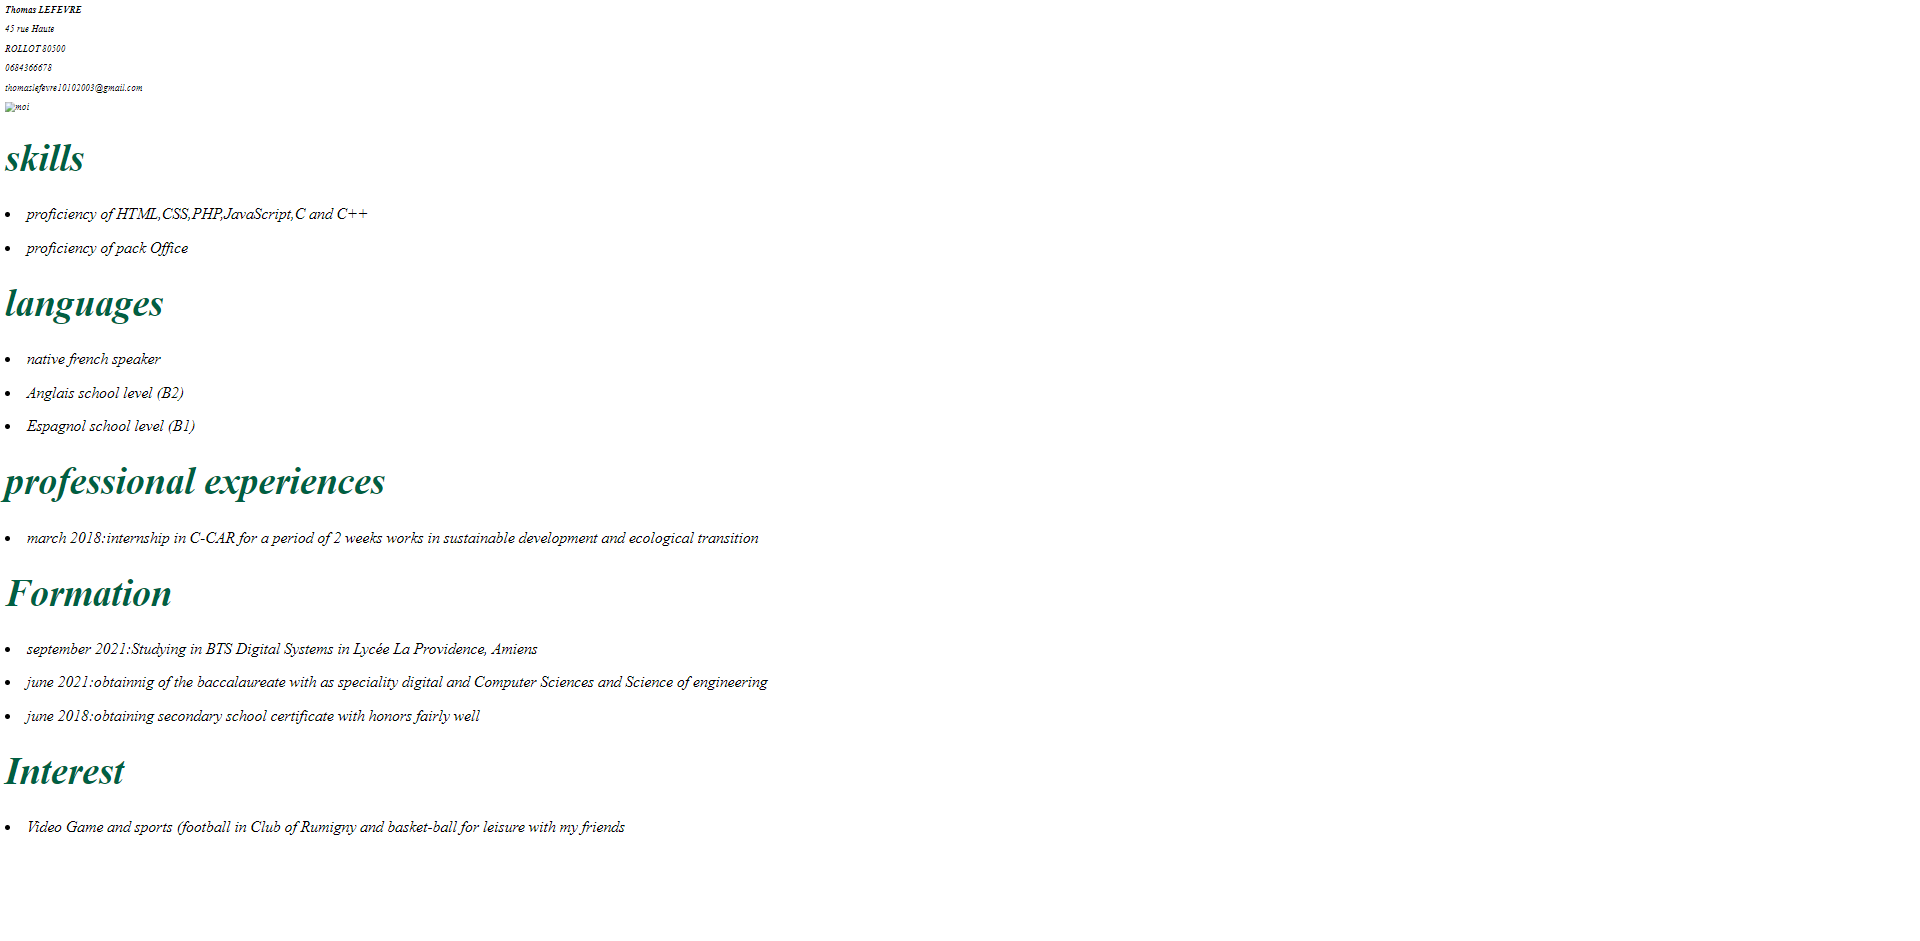 Thomas LEFEVRE
45 rue Haute
ROLLOT 80500
0684366678
thomaslefevre10102003@gmail.com
moi
skills
• proficiency of HTML,CSS,PHP,JavaScript,C and C++
• proficiency of pack Office
languages
• native french speaker
• Anglais school level (B2)
• Espagnol school level (B1)
professional experiences
• march 2018:internship in C-CAR for a period of 2 weeks works in sustainable development and ecological transition
Formation
• september 2021:Studying in BTS Digital Systems in Lycée La Providence, Amiens
• june 2021:obtainnig of the baccalaureate with as speciality digital and Computer Sciences and Science of engineering
• june 2018:obtaining secondary school certificate with honors fairly well
Interest
• Video Game and sports (football in Club of Rumigny and basket-ball for leisure with my friends